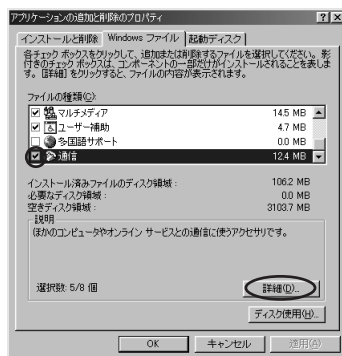 アプリケーションの追加と削除のプロパティ
インストールと削除 Windows ファイル 起動ディスク
各チェック ボックスをクリックして、追加または削除するファイルを選択してください。影
付きのチェック ボックスは、コンポーネントの一部だけがインストールされることを表しま
す。[詳細] をクリックすると、ファイルの内容が表示されます。
ファイルの種類(C):
マルチメディア 14.5 MB
ユーザー補助 4.7 MB
多国語サポート 0.0 MB
通信 12.4 MB
インストール済みファイルのディスク領域: 106.2 MB
必要なディスク領域: 0.0 MB
空きディスク領域: 3103.7 MB
説明
ほかのコンピュータやオンライン サービスとの通信に使うアクセサリです。
選択数: 5/8 個
詳細(D)...
ディスク使用(H)...
OK キャンセル 適用(A)